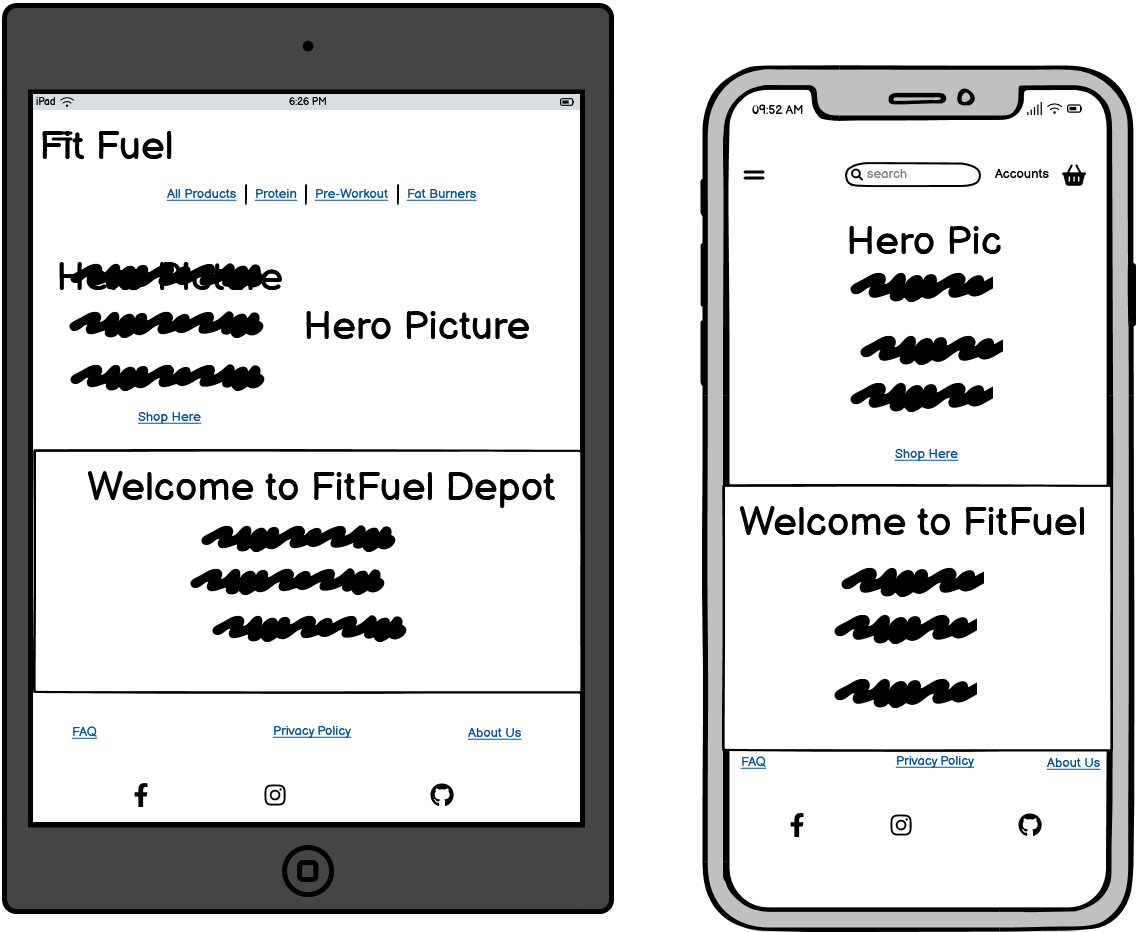 iPad 6:26 PM
Fit Fuel
All Products Protein Pre-Workout Fat Burners
Hero Picture
Hero Picture
Shop Here
Welcome to FitFuel Depot
FAQ Privacy Policy About Us
09:52 AM
search Accounts
Hero Pic
Shop Here
Welcome to FitFuel
FAQ Privacy Policy About Us